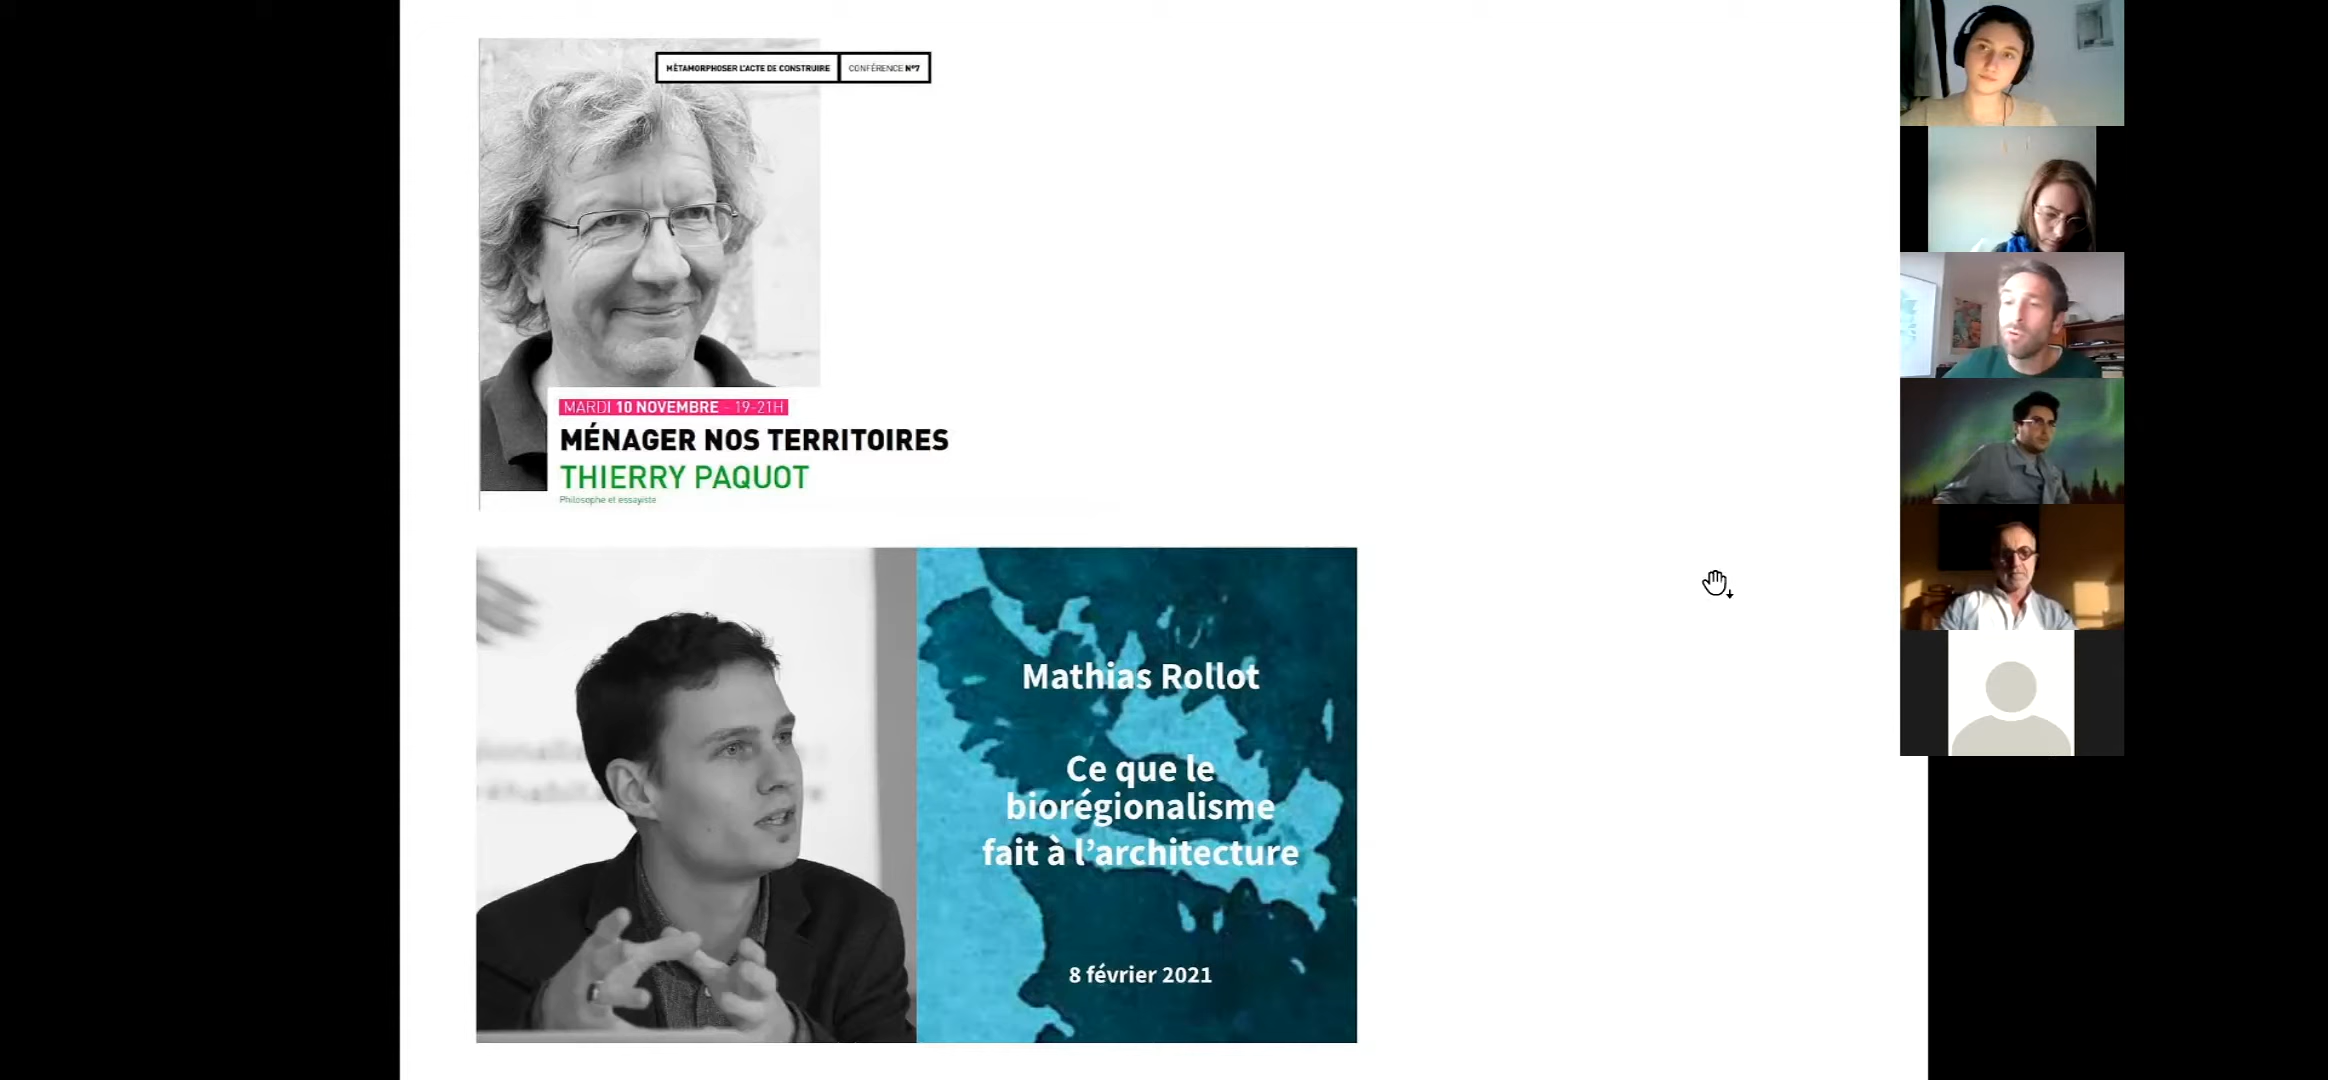 MÉTAMORPHOSER L'ACTE DE CONSTRUIRE CONFÉRENCE N°7
MARDI 10 NOVEMBRE - 19-21H
MÉNAGER NOS TERRITOIRES
THIERRY PAQUOT
Philosophe et essayiste
Mathias Rollot
Ce que le
biorégionalisme
fait à l'architecture
8 février 2021